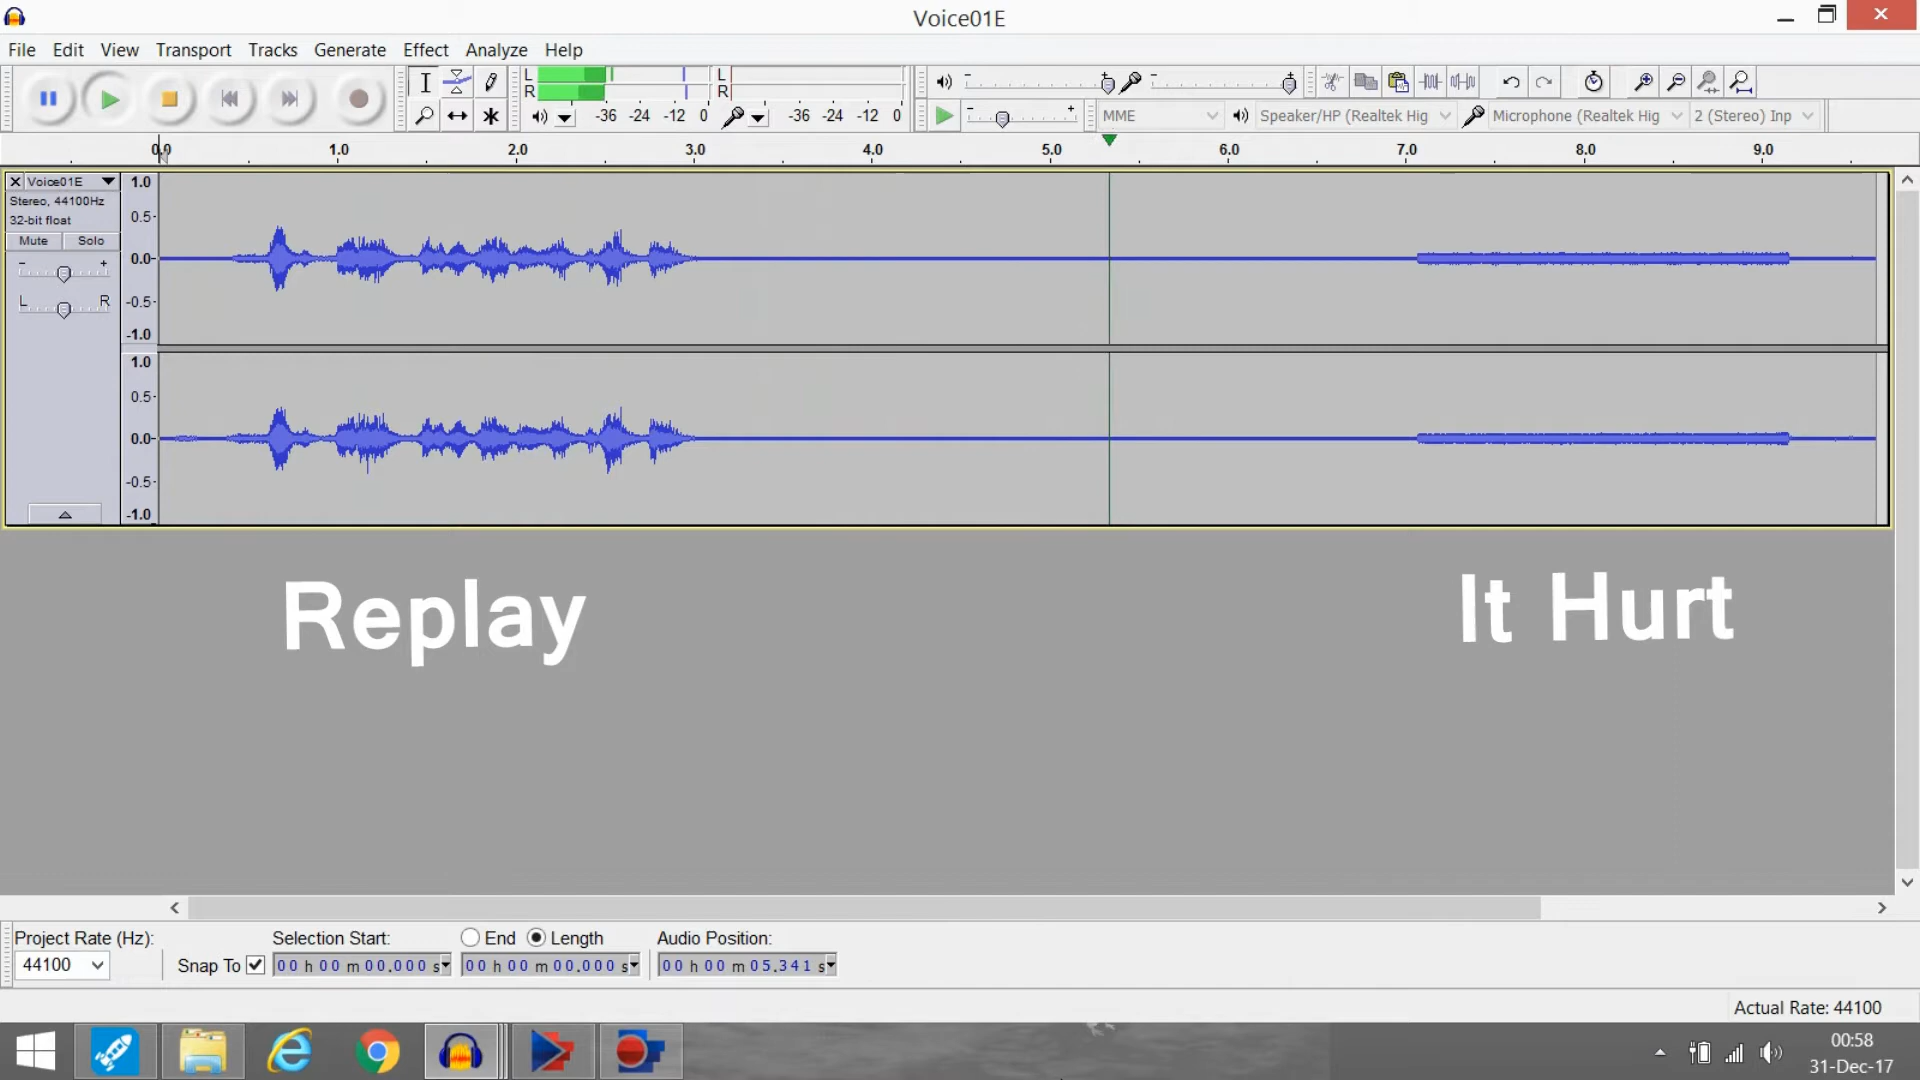 Voice01E
File Edit View Transport Tracks Generate Effect Analyze Help
L L
R R
-36 -24 -12 0 -36 -24 -12 0
- + - +
- + MME Speaker/HP (Realtek Hig Microphone (Realtek Hig 2 (Stereo) Inp
0,0 1.0 2.0 3.0 4.0 5.0 6.0 7.0 8.0 9.0
X Voice01E
Stereo, 44100Hz
32-bit float
Mute Solo
- +
L R
1.0
0.5-
0.0-
-0.5-
-1.0
1.0
0.5-
0.0-
-0.5-
-1.0
Replay
It Hurt
Project Rate (Hz):
44100
Snap To
Selection Start:
00 h 00 m 00.000 s
End Length
00 h 00 m 00.000 s
Audio Position:
00 h 00 m 05.341 s
Actual Rate: 44100
00:58
31-Dec-17